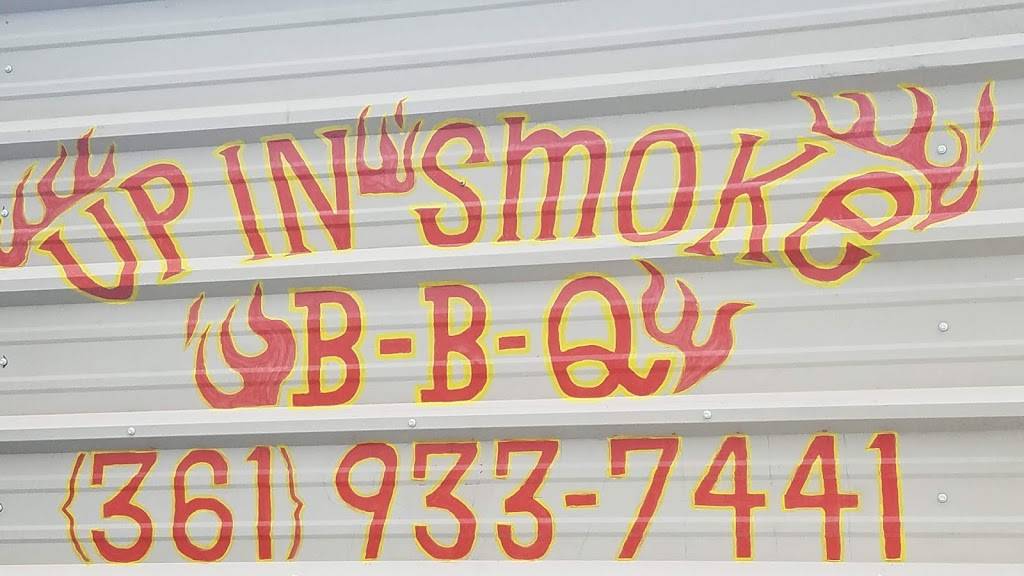 UP IN SMOKE
B-B-Q
(361) 933-7441